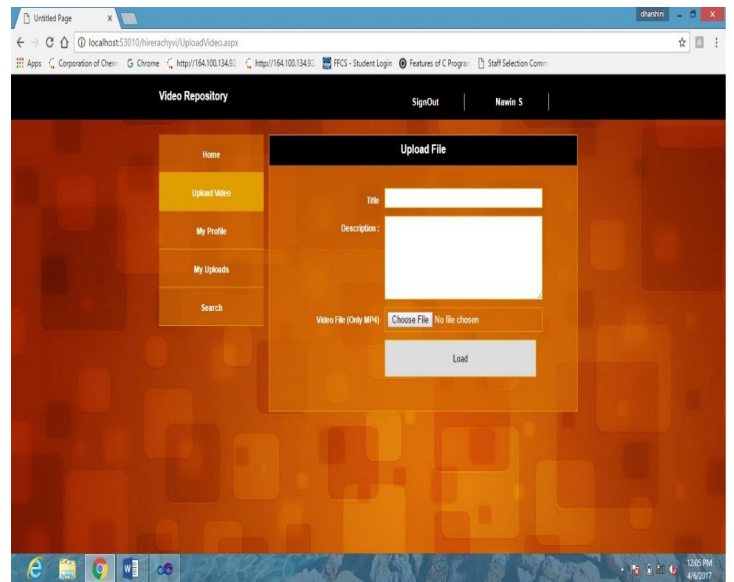 Untitled Page
dharshini
localhost:53010/hirerachyvi/UploadVideo.aspx
Apps Corporation of Chenn Chrome http://164.100.134.92 http://164.100.134.92 FFCS - Student Login Features of C Program Staff Selection Comm
Video Repository SignOut Nawin S
Home
Upload Video
My Profile
My Uploads
Search
Upload File
Title
Description :
Video File (Only MP4) Choose File No file chosen
Load
12:05 PM
4/6/2017